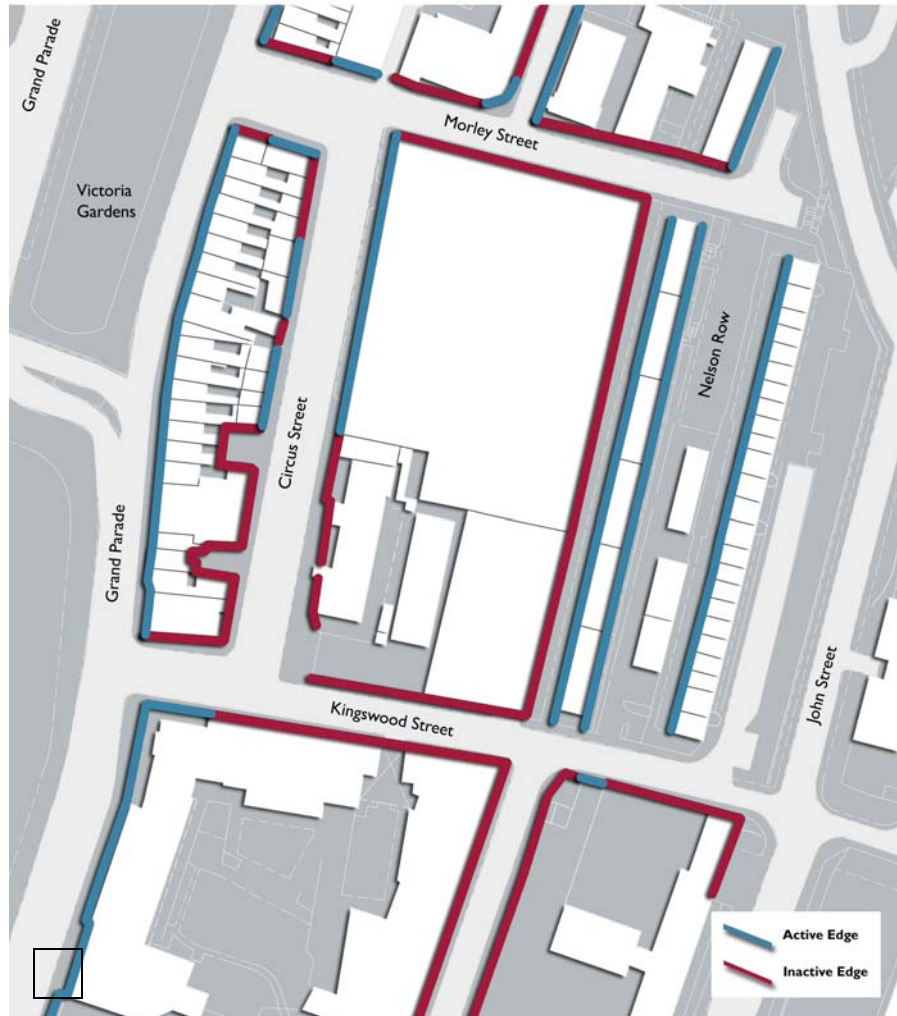 Grand Parade
Morley Street
Victoria
Gardens
Nelson Row
Circus Street
Grand Parade
John Street
Kingswood Street
Active Edge
Inactive Edge